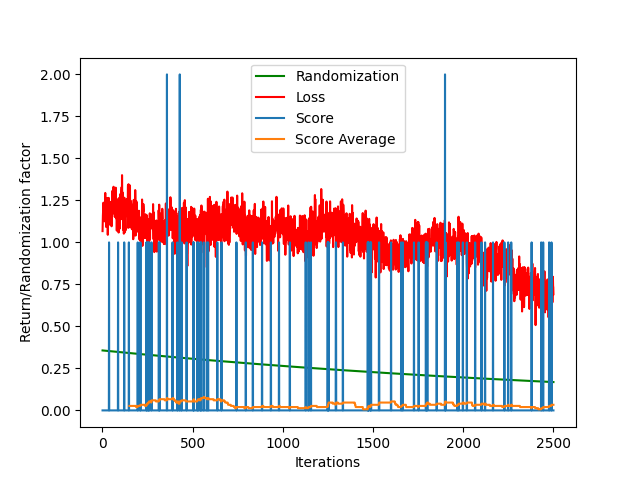 2.00
1.75
1.50
1.25
1.00
0.75
0.50
0.25
0.00
Return/Randomization factor
Randomization
Loss
Score
Score Average
0 500 1000 1500 2000 2500
Iterations